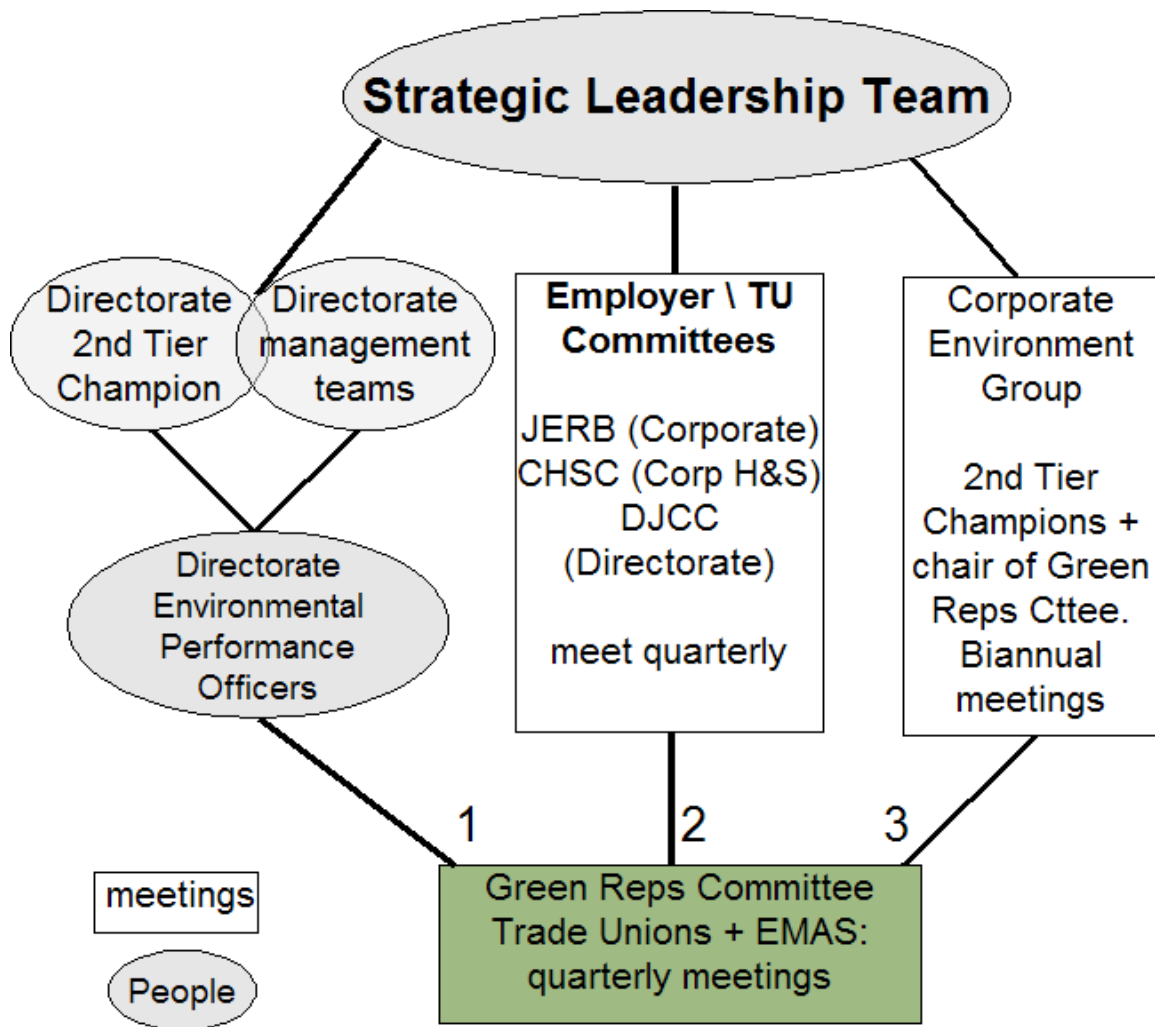 Strategic Leadership Team
Directorate
2nd Tier
Champion
Directorate
management
teams
Directorate
Environmental
Performance
Officers
Employer \ TU
Committees
JERB (Corporate)
CHSC (Corp H&S)
DJCC
(Directorate)
meet quarterly
Corporate
Environment
Group
2nd Tier
Champions +
chair of Green
Reps Cttee.
Biannual
meetings
1
2
3
Green Reps Committee
Trade Unions + EMAS:
quarterly meetings
meetings
People